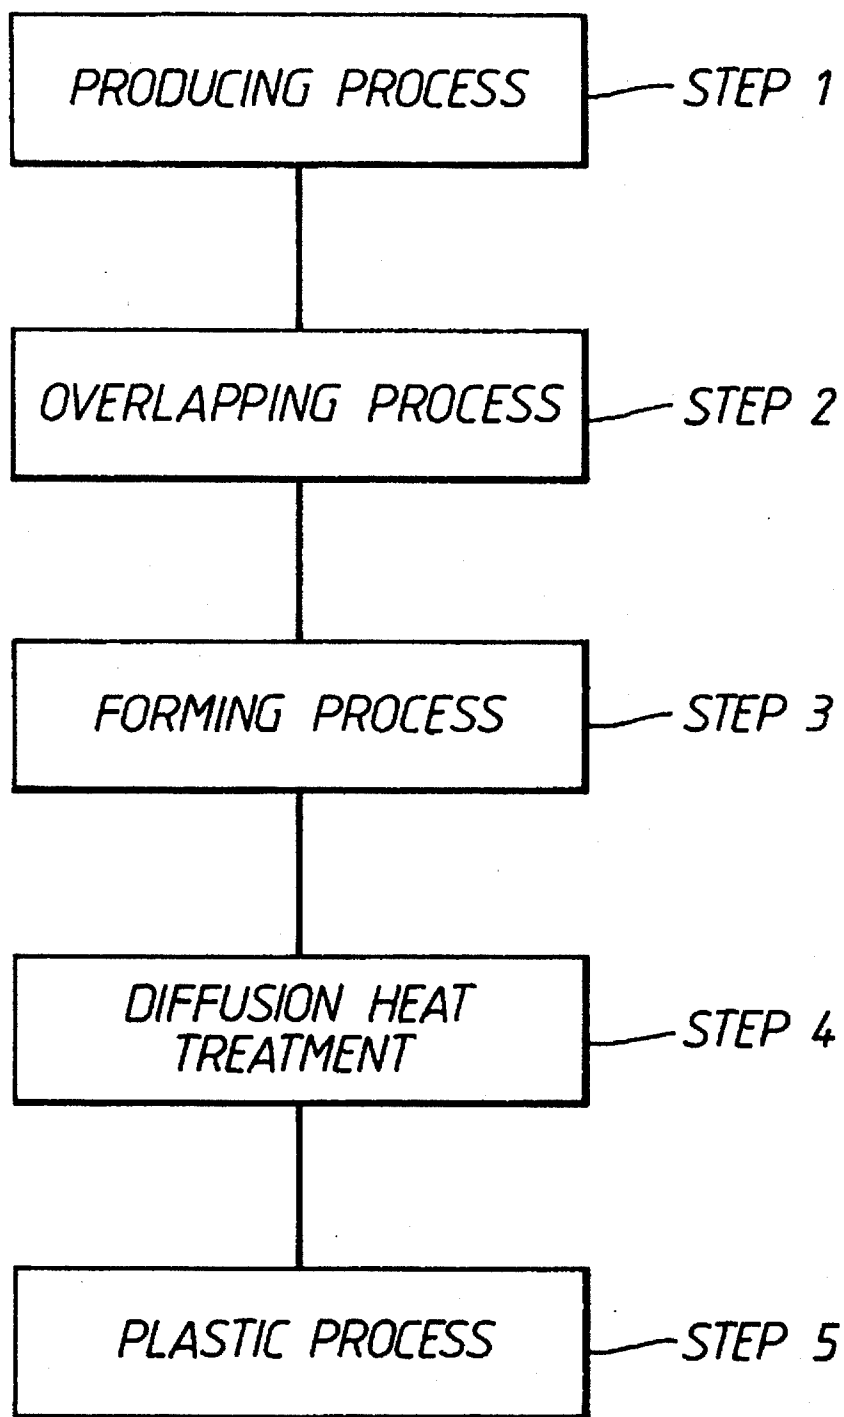 PRODUCING PROCESS
STEP 1
OVERLAPPING PROCESS
STEP 2
FORMING PROCESS
STEP 3
DIFFUSION HEAT
TREATMENT
STEP 4
PLASTIC PROCESS
STEP 5